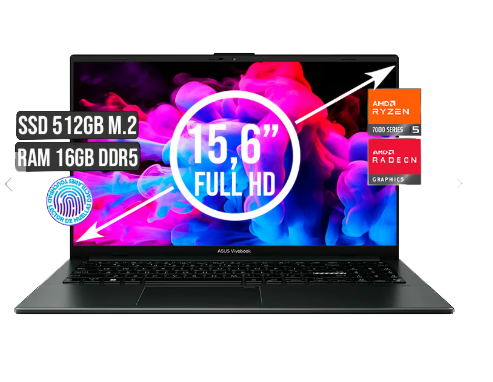 SSD 512GB M.2
RAM 16GB DDR5
15,6”
FULL HD
AMD
RYZEN
7000 SERIES 5
AMD
RADEON
GRAPHICS
ASUS Vivobook